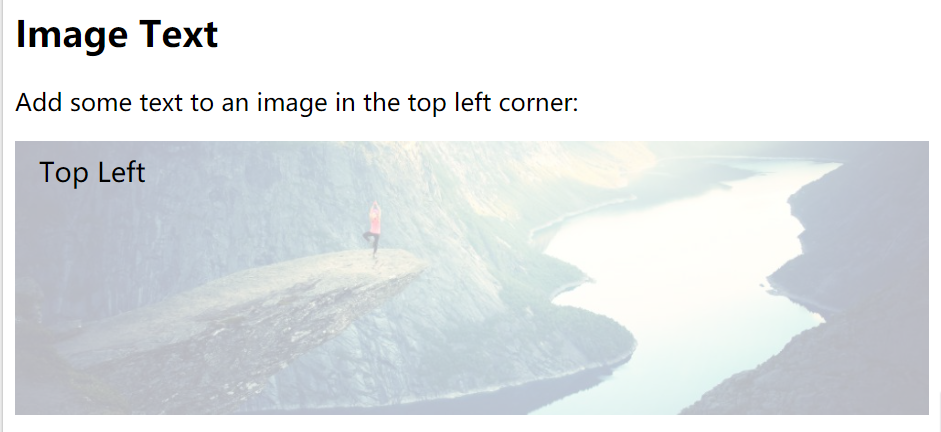 Image Text
Add some text to an image in the top left corner:
Top Left